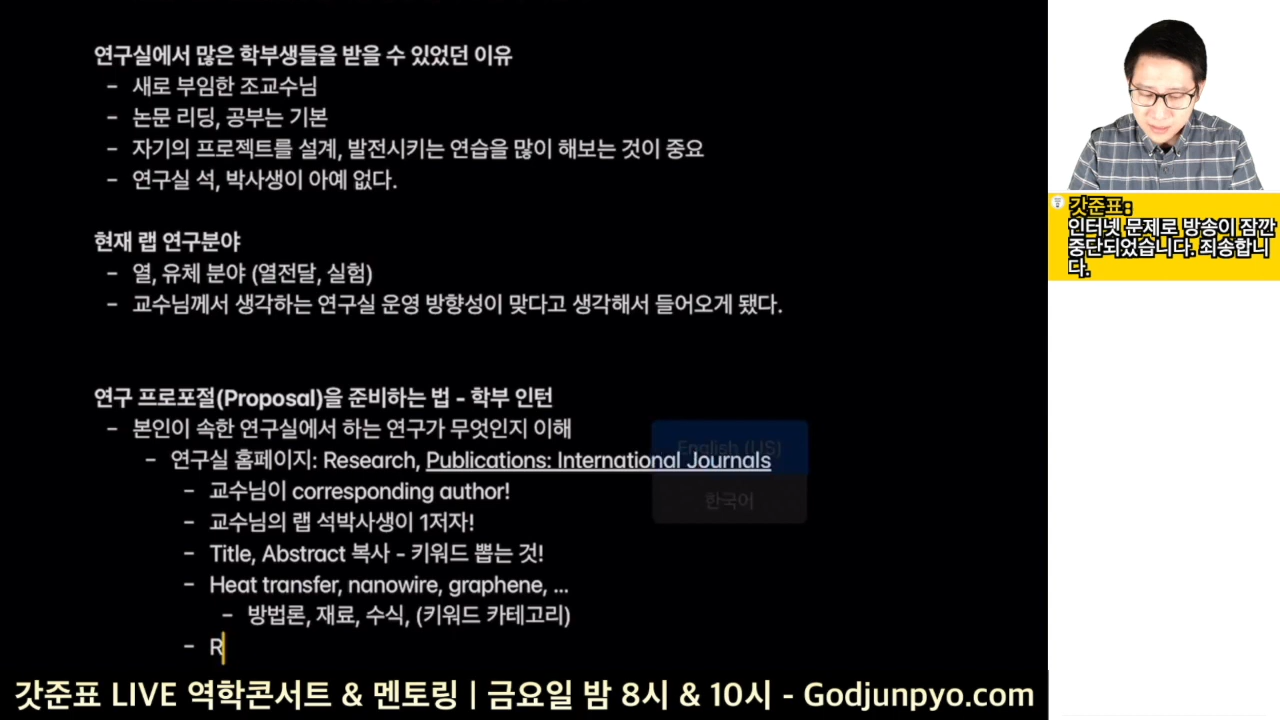 연구실에서 많은 학부생들을 받을 수 있었던 이유
- 새로 부임한 조교수님
- 논문 리딩, 공부는 기본
- 자기의 프로젝트를 설계, 발전시키는 연습을 많이 해보는 것이 중요
- 연구실 석, 박사생이 아예 없다.
현재 랩 연구분야
- 열, 유체 분야 (열전달, 실험)
- 교수님께서 생각하는 연구실 운영 방향성이 맞다고 생각해서 들어오게 됐다.
연구 프로포절(Proposal)을 준비하는 법 - 학부 인턴
- 본인이 속한 연구실에서 하는 연구가 무엇인지 이해
- 연구실 홈페이지: Research, Publications: International Journals
- 교수님이 corresponding author!
- 교수님의 랩 석박사생이 1저자!
- Title, Abstract 복사 - 키워드 뽑는 것!
- Heat transfer, nanowire, graphene, ...
- 방법론, 재료, 수식, (키워드 카테고리)
- R
English (US)
한국어
갓준표:
인터넷 문제로 방송이 잠깐
중단되었습니다. 죄송합니
다.
갓준표 LIVE 역학콘서트 & 멘토링 | 금요일 밤 8시 & 10시 - Godjunpyo.com